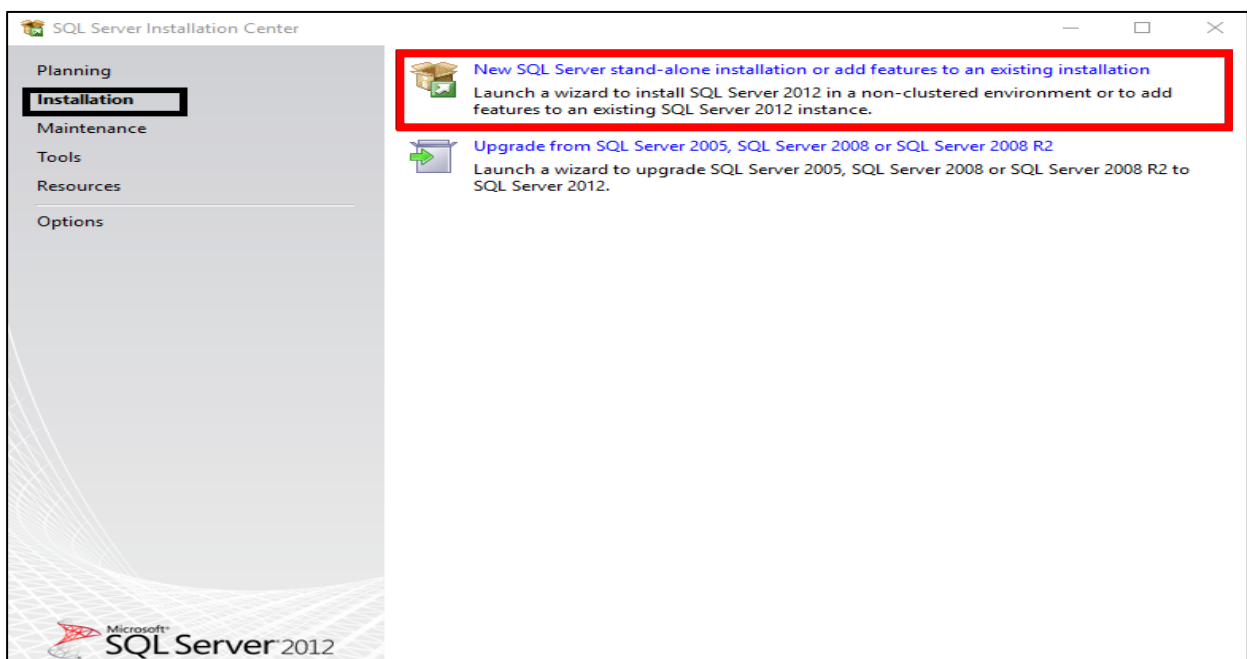 SQL Server Installation Center
Planning
Installation
Maintenance
Tools
Resources
Options
New SQL Server stand-alone installation or add features to an existing installation
Launch a wizard to install SQL Server 2012 in a non-clustered environment or to add
features to an existing SQL Server 2012 instance.
Upgrade from SQL Server 2005, SQL Server 2008 or SQL Server 2008 R2
Launch a wizard to upgrade SQL Server 2005, SQL Server 2008 or SQL Server 2008 R2 to
SQL Server 2012.
Microsoft®
SQL Server 2012